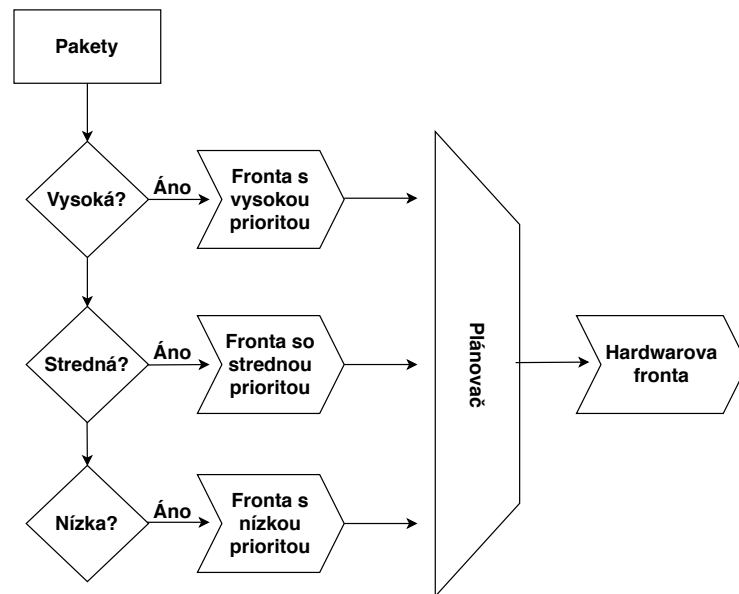 Pakety
Vysoká?
Áno
Fronta s
vysokou
prioritou
Stredná?
Áno
Fronta so
strednou
prioritou
Nízka?
Áno
Fronta s
nízkou
prioritou
Plánovač
Hardwarova
fronta